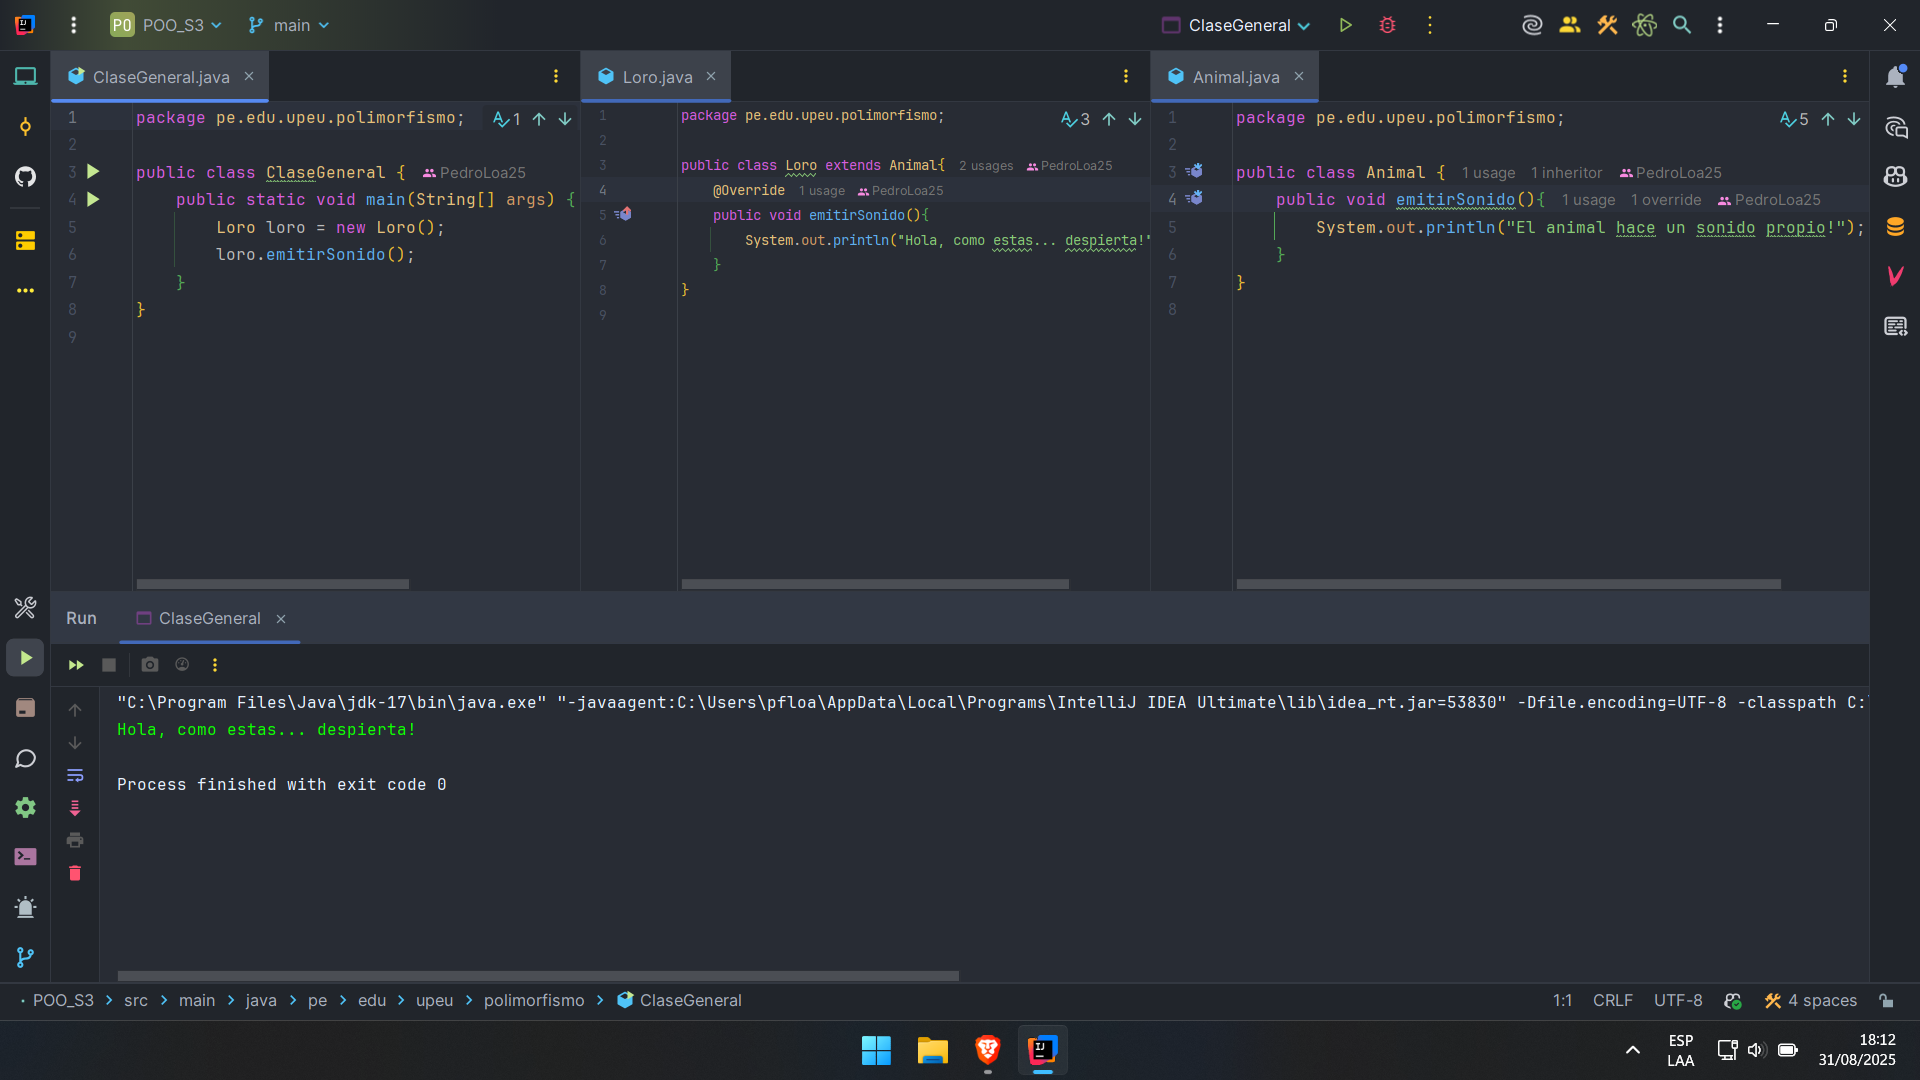 PO POO_S3 main ClaseGeneral
ClaseGeneral.java
1 package pe.edu.upeu.polimorfismo; 1
2
3 public class ClaseGeneral { PedroLoa25
4 public static void main(String[] args) {
5 Loro loro = new Loro();
6 loro.emitirSonido();
7 }
8 }
9
Loro.java
1 package pe.edu.upeu.polimorfismo; 3
2
3 public class Loro extends Animal{ 2 usages PedroLoa25
4 @Override 1 usage PedroLoa25
5 public void emitirSonido(){
6 System.out.println("Hola, como estas... despierta!"
7 }
8 }
9
Animal.java
1 package pe.edu.upeu.polimorfismo; 5
2
3 public class Animal { 1 usage 1 inheritor PedroLoa25
4 public void emitirSonido(){ 1 usage 1 override PedroLoa25
5 System.out.println("El animal hace un sonido propio!");
6 }
7 }
8
Run ClaseGeneral
"C:\Program Files\Java\jdk-17\bin\java.exe" "-javaagent:C:\Users\pfloa\AppData\Local\Programs\IntelliJ IDEA Ultimate\lib\idea_rt.jar=53830" -Dfile.encoding=UTF-8 -classpath C:
Hola, como estas... despierta!
Process finished with exit code 0
POO_S3 > src > main > java > pe > edu > upeu > polimorfismo > ClaseGeneral 1:1 CRLF UTF-8 4 spaces
ESP
LAA
18:12
31/08/2025